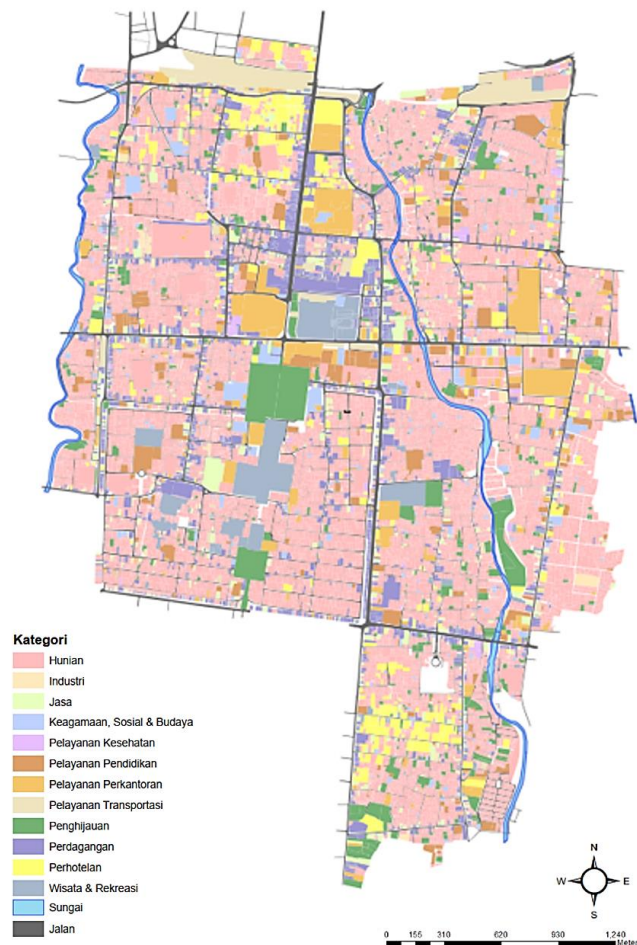 Kategori
Hunian
Industri
Jasa
Keagamaan, Sosial & Budaya
Pelayanan Kesehatan
Pelayanan Pendidikan
Pelayanan Perkantoran
Pelayanan Transportasi
Penghijauan
Perdagangan
Perhotelan
Wisata & Rekreasi
Sungai
Jalan
N
W E
S
0 155 310 620 930 1,240
Meter